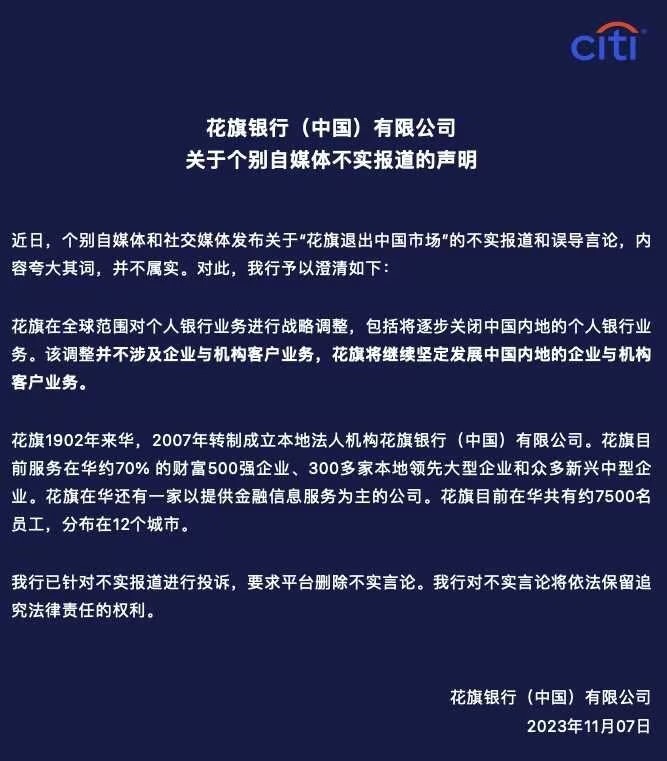 citi
花旗银行（中国）有限公司
关于个别自媒体不实报道的声明
近日，个别自媒体和社交媒体发布关于“花旗退出中国市场”的不实报道和误导言论，内
容夸大其词，并不属实。对此，我行予以澄清如下：
花旗在全球范围对个人银行业务进行战略调整，包括将逐步关闭中国内地的个人银行业
务。该调整并不涉及企业与机构客户业务，花旗将继续坚定发展中国内地的企业与机构
客户业务。
花旗1902年来华，2007年转制成立本地法人机构花旗银行（中国）有限公司。花旗目
前服务在华约70% 的财富500强企业、300多家本地领先大型企业和众多新兴中型企
业。花旗在华还有一家以提供金融信息服务为主的公司。花旗目前在华共有约7500名
员工，分布在12个城市。
我行已针对不实报道进行投诉，要求平台删除不实言论。我行对不实言论将依法保留追
究法律责任的权利。
花旗银行（中国）有限公司
2023年11月07日